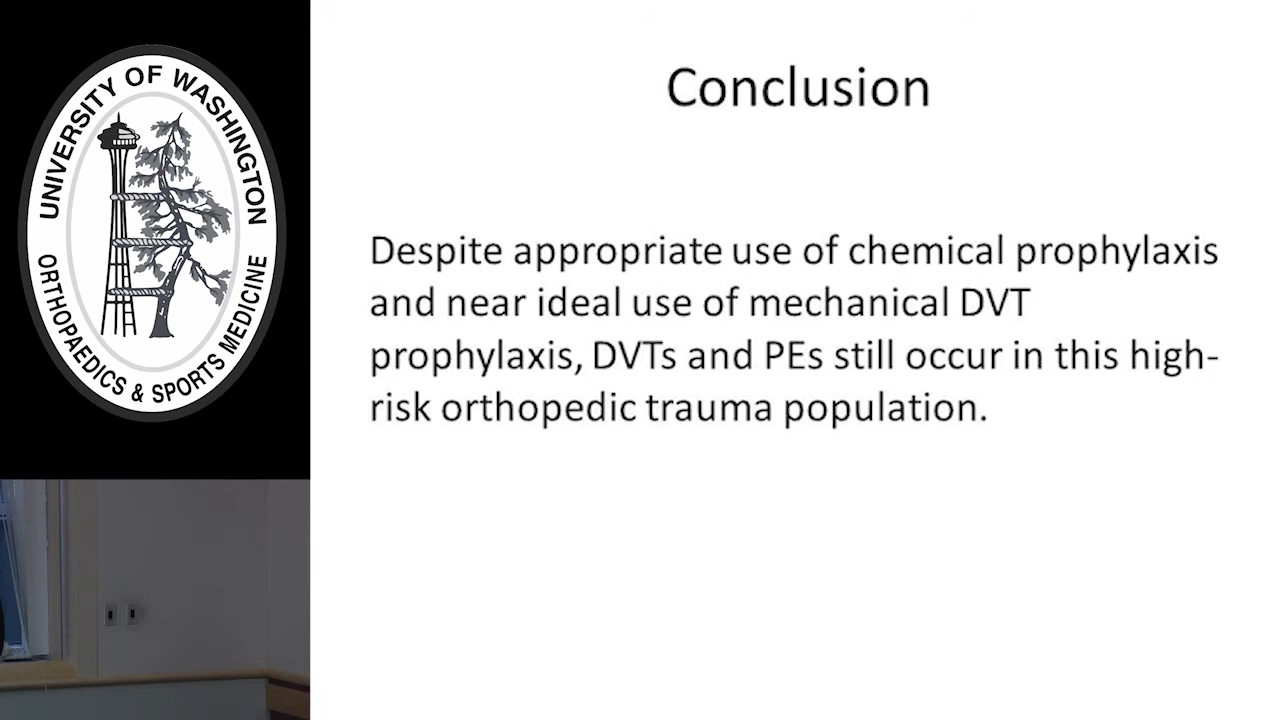 UNIVERSITY OF WASHINGTON
ORTHOPAEDICS & SPORTS MEDICINE
Conclusion
Despite appropriate use of chemical prophylaxis
and near ideal use of mechanical DVT
prophylaxis, DVTs and PEs still occur in this high-
risk orthopedic trauma population.